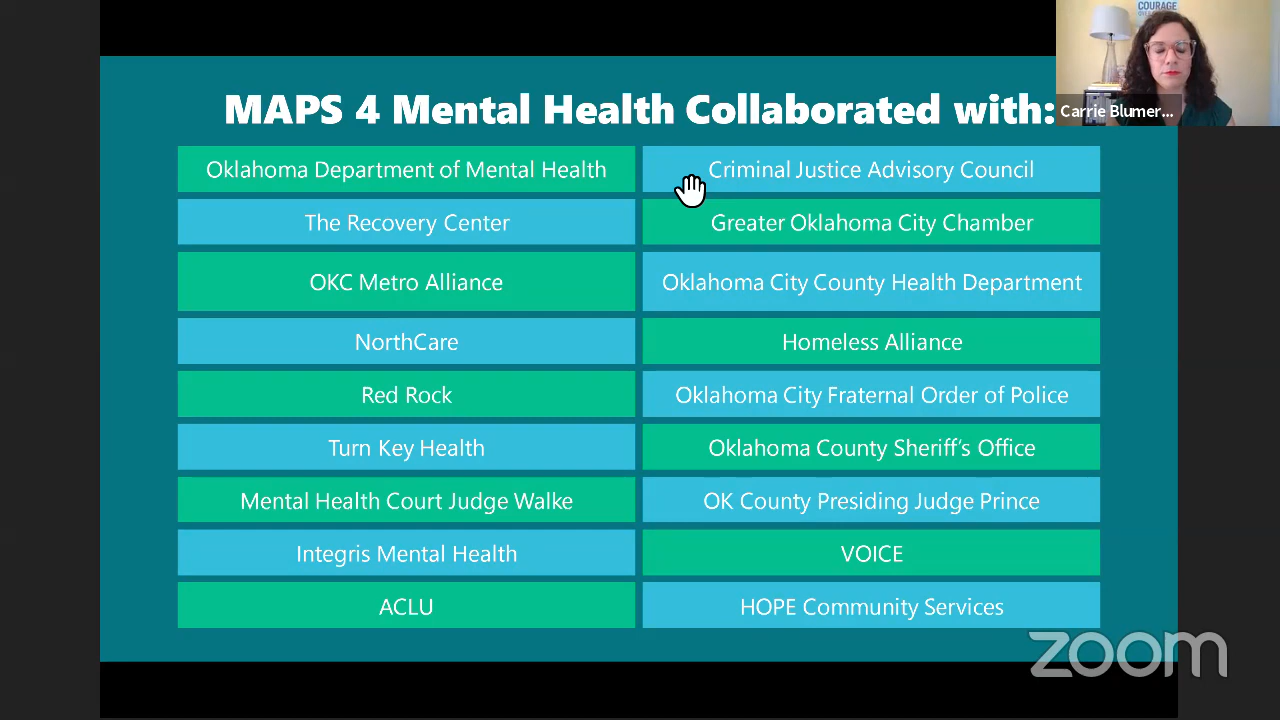 COURAGE
MAPS 4 Mental Health Collaborated with:
Carrie Blumer...
Oklahoma Department of Mental Health
Criminal Justice Advisory Council
The Recovery Center
Greater Oklahoma City Chamber
OKC Metro Alliance
Oklahoma City County Health Department
NorthCare
Homeless Alliance
Red Rock
Oklahoma City Fraternal Order of Police
Turn Key Health
Oklahoma County Sheriff's Office
Mental Health Court Judge Walke
OK County Presiding Judge Prince
Integris Mental Health
VOICE
ACLU
HOPE Community Services
zoom